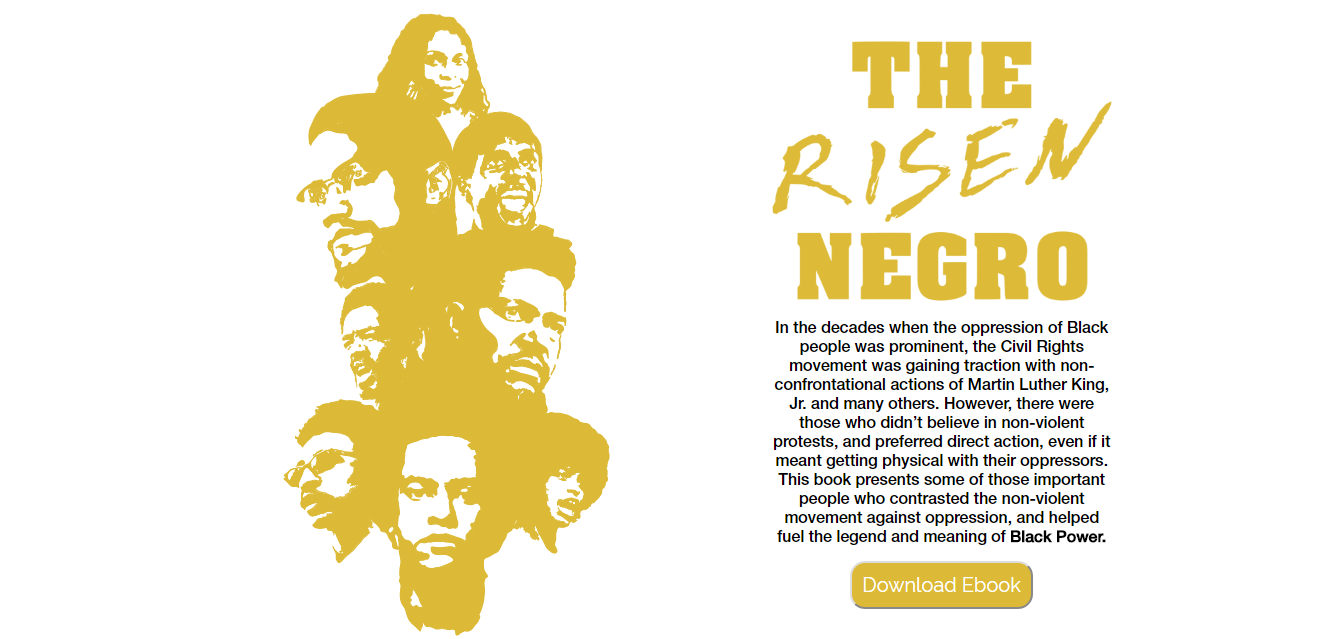 THE
RISEN
NEGRO
In the decades when the oppression of Black
people was prominent, the Civil Rights
movement was gaining traction with non-
confrontational actions of Martin Luther King,
Jr. and many others. However, there were
those who didn’t believe in non-violent
protests, and preferred direct action, even if it
meant getting physical with their oppressors.
This book presents some of those important
people who contrasted the non-violent
movement against oppression, and helped
fuel the legend and meaning of Black Power.
Download Ebook